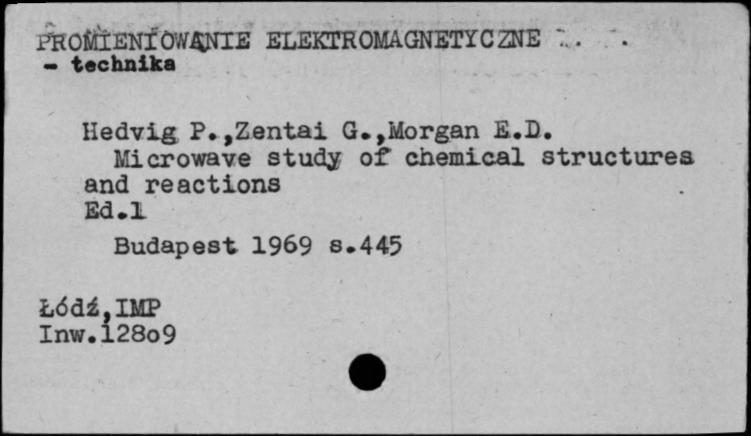 PROMIENIOWANIE ELEKTROMAGNETYCZNE
- technika
Hedvig P.,Zentai G.,Morgan E.D.
Microwave study of chemical structures
and reactions
Ed.1
Budapest 1969 s.445
Łódź,IMP
Inw.128o9